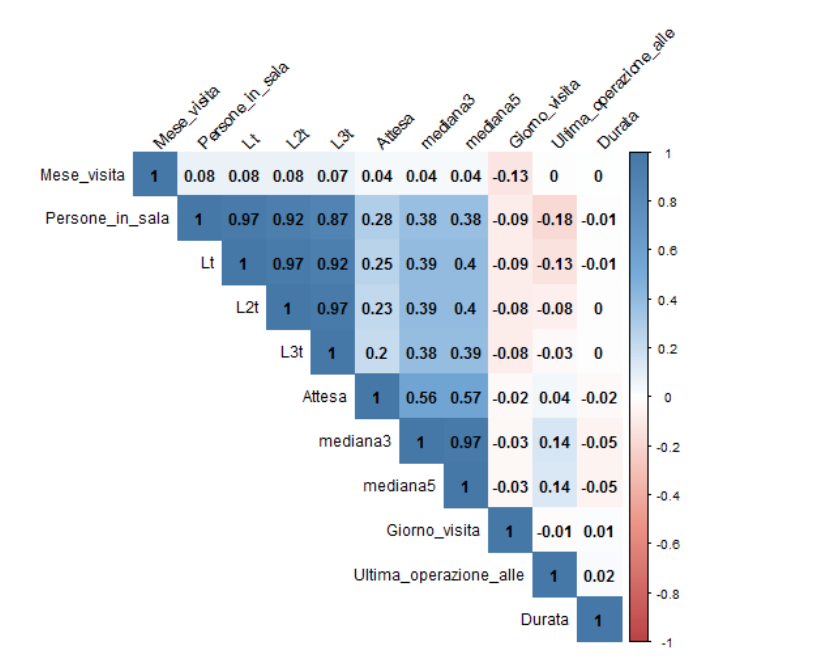 Mese_visita Persone_in_sala Lt L2t L3t Attesa mediana3 mediana5 Giorno_visita Ultima_operazione_alle Durata
Mese_visita 1 0.08 0.08 0.08 0.07 0.04 0.04 0.04 -0.13 0 0
Persone_in_sala 1 0.97 0.92 0.87 0.28 0.38 0.38 -0.09 -0.18 -0.01
Lt 1 0.97 0.92 0.25 0.39 0.4 -0.09 -0.13 -0.01
L2t 1 0.97 0.23 0.39 0.4 -0.08 -0.08 0
L3t 1 0.2 0.38 0.39 -0.08 -0.03 0
Attesa 1 0.56 0.57 -0.02 0.04 -0.02
mediana3 1 0.97 -0.03 0.14 -0.05
mediana5 1 -0.03 0.14 -0.05
Giorno_visita 1 -0.01 0.01
Ultima_operazione_alle 1 0.02
Durata 1
1
0.8
0.6
0.4
0.2
0
-0.2
-0.4
-0.6
-0.8
-1